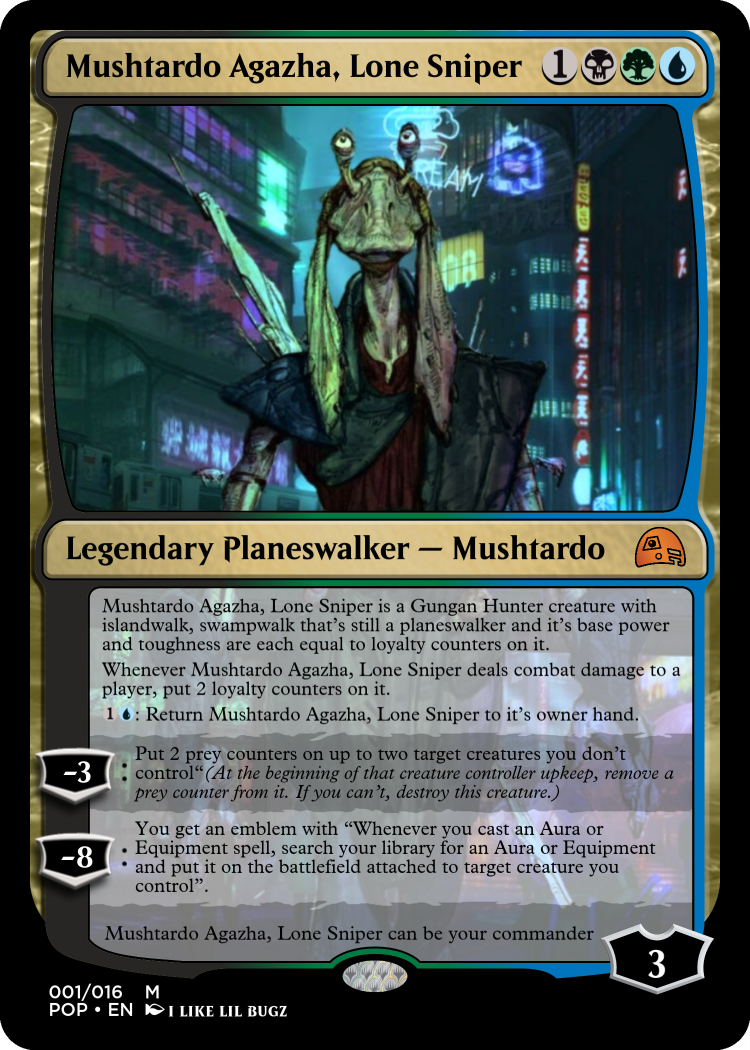 Mushtardo Agazha, Lone Sniper 1
REAM
Legendary Planeswalker — Mushtardo
Mushtardo Agazha, Lone Sniper is a Gungan Hunter creature with
islandwalk, swampwalk that's still a planeswalker and it's base power
and toughness are each equal to loyalty counters on it.
Whenever Mushtardo Agazha, Lone Sniper deals combat damage to a
player, put 2 loyalty counters on it.
1 : Return Mushtardo Agazha, Lone Sniper to it's owner hand.
-3 : Put 2 prey counters on up to two target creatures you don't
control“(At the beginning of that creature controller upkeep, remove a
prey counter from it. If you can't, destroy this creature.)
-8 : You get an emblem with “Whenever you cast an Aura or
Equipment spell, search your library for an Aura or Equipment
and put it on the battlefield attached to target creature you
control”.
Mushtardo Agazha, Lone Sniper can be your commander
3
001/016 M
POP • EN I LIKE LIL BUGZ